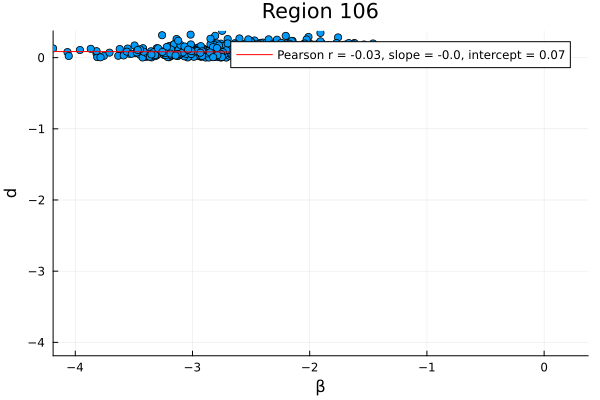 Region 106
Pearson r = -0.03, slope = -0.0, intercept = 0.07
0
−1
−2
−3
−4
d
−4 −3 −2 −1 0
β